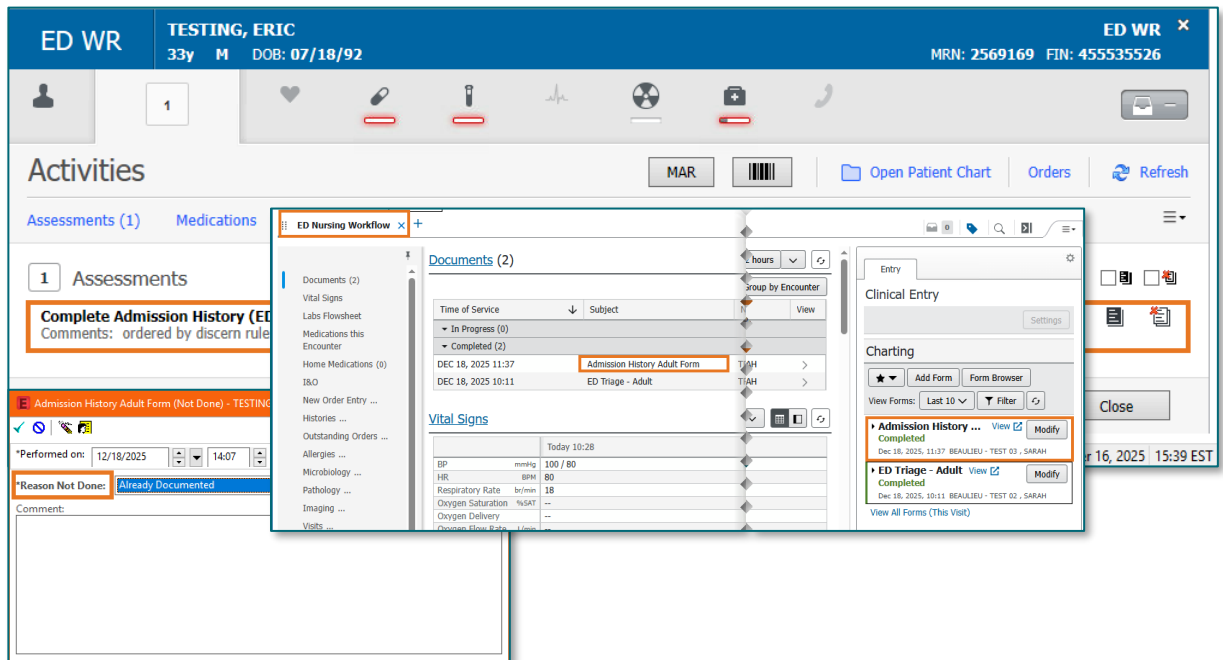 ED WR
TESTING, ERIC
33y M DOB: 07/18/92
ED WR ×
MRN: 2569169 FIN: 455535526
1
Activities
MAR
Open Patient Chart
Orders
Refresh
Assessments (1)
Medications
1 Assessments
Complete Admission History (ED
Comments: ordered by discern rule
Close
16, 2025 15:39 EST
Admission History Adult Form (Not Done) - TESTING
*Performed on: 12/18/2025 14:07
*Reason Not Done: Already Documented
Comment:
ED Nursing Workflow × +
0
Documents (2)
Vital Signs
Labs Flowsheet
Medications this
Encounter
Home Medications (0)
I&O
New Order Entry ...
Histories ...
Outstanding Orders ...
Allergies ...
Microbiology ...
Pathology ...
Imaging ...
Visits ...
Documents (2)
hours
Group by Encounter
Time of Service Subject View
In Progress (0)
Completed (2)
DEC 18, 2025 11:37 Admission History Adult Form
DEC 18, 2025 10:11 ED Triage - Adult
Vital Signs
Today 10:28
BP mmHg 100 / 80
HR BPM 80
Respiratory Rate br/min 18
Oxygen Saturation %SAT --
Oxygen Delivery --
Oxygen Flow Rate L/min --
Entry
Clinical Entry
Settings
Charting
Add Form Form Browser
View Forms: Last 10 Filter
Admission History ... View Modify
Completed
Dec 18, 2025, 11:37 BEAULIEU - TEST 03 , SARAH
ED Triage - Adult View Modify
Completed
Dec 18, 2025, 10:11 BEAULIEU - TEST 02 , SARAH
View All Forms (This Visit)